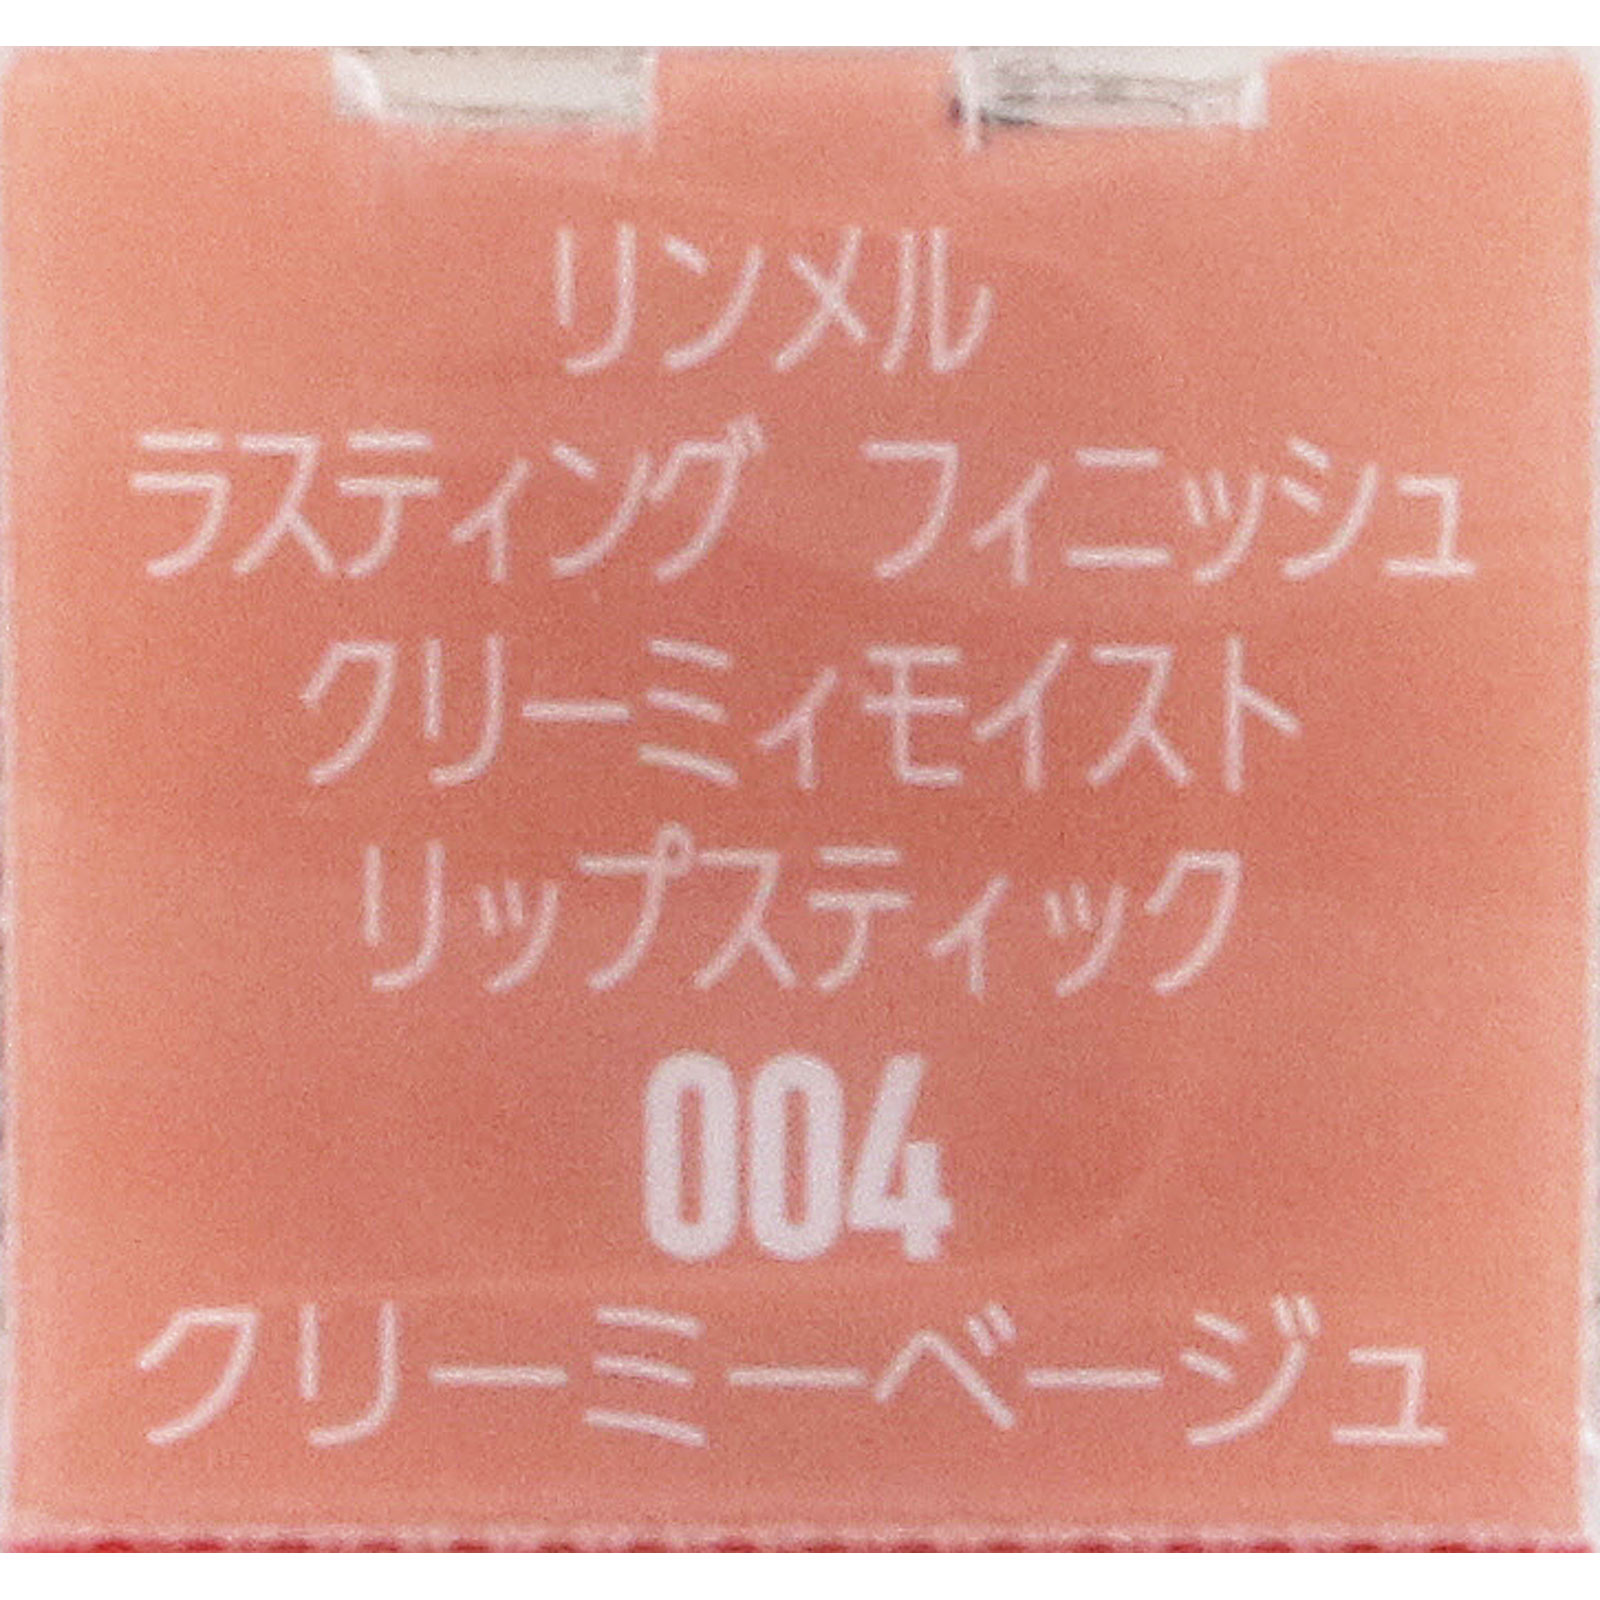 リンメル
ラスティング フィニッシュ
クリーミィモイスト
リップスティック
004
クリーミーベージュ